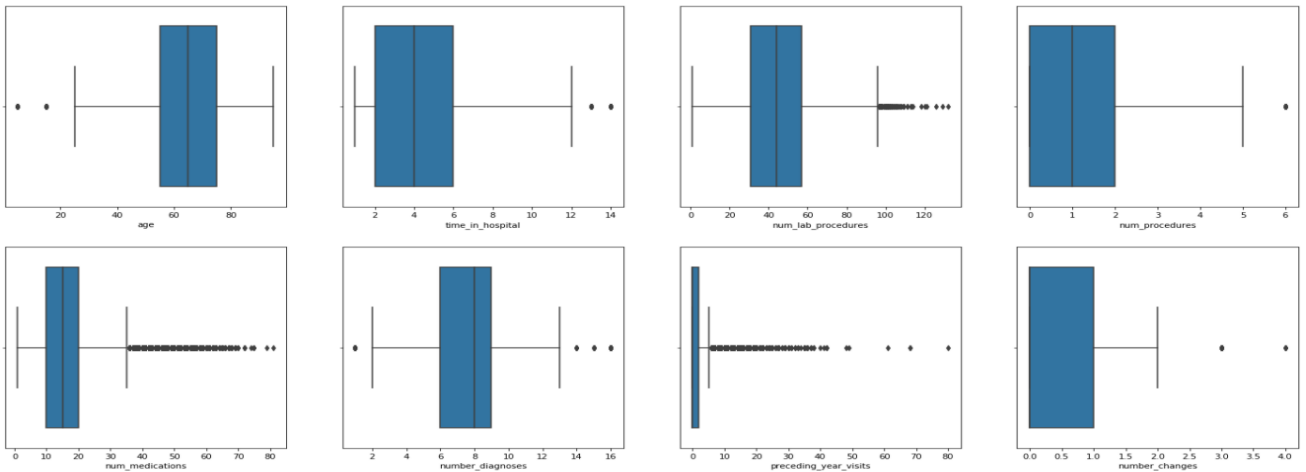 20 40 60 80
age
2 4 6 8 10 12 14
time_in_hospital
0 20 40 60 80 100 120
num_lab_procedures
0 1 2 3 4 5 6
num_procedures
0 10 20 30 40 50 60 70 80
num_medications
2 4 6 8 10 12 14 16
number_diagnoses
0 10 20 30 40 50 60 70 80
preceding_year_visits
0.0 0.5 1.0 1.5 2.0 2.5 3.0 3.5 4.0
number_changes